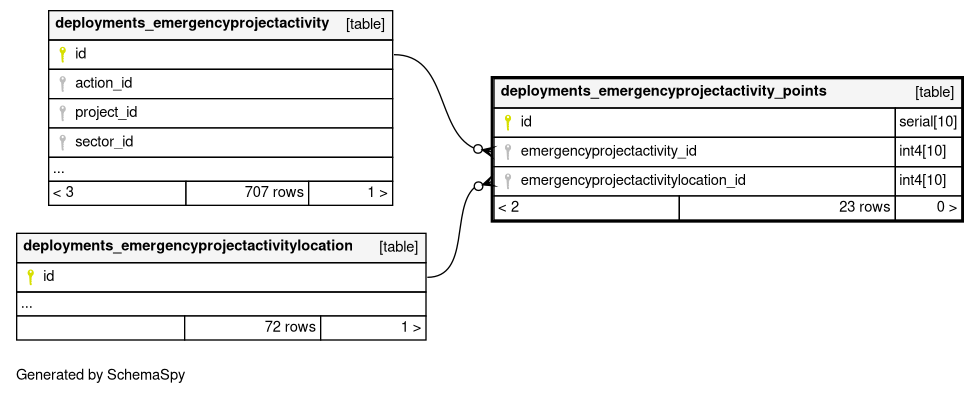 deployments_emergencyprojectactivity [table]
id
action_id
project_id
sector_id
...
< 3 707 rows 1 >
deployments_emergencyprojectactivity_points [table]
id serial[10]
emergencyprojectactivity_id int4[10]
emergencyprojectactivitylocation_id int4[10]
< 2 23 rows 0 >
deployments_emergencyprojectactivitylocation [table]
id
...
72 rows 1 >
Generated by SchemaSpy